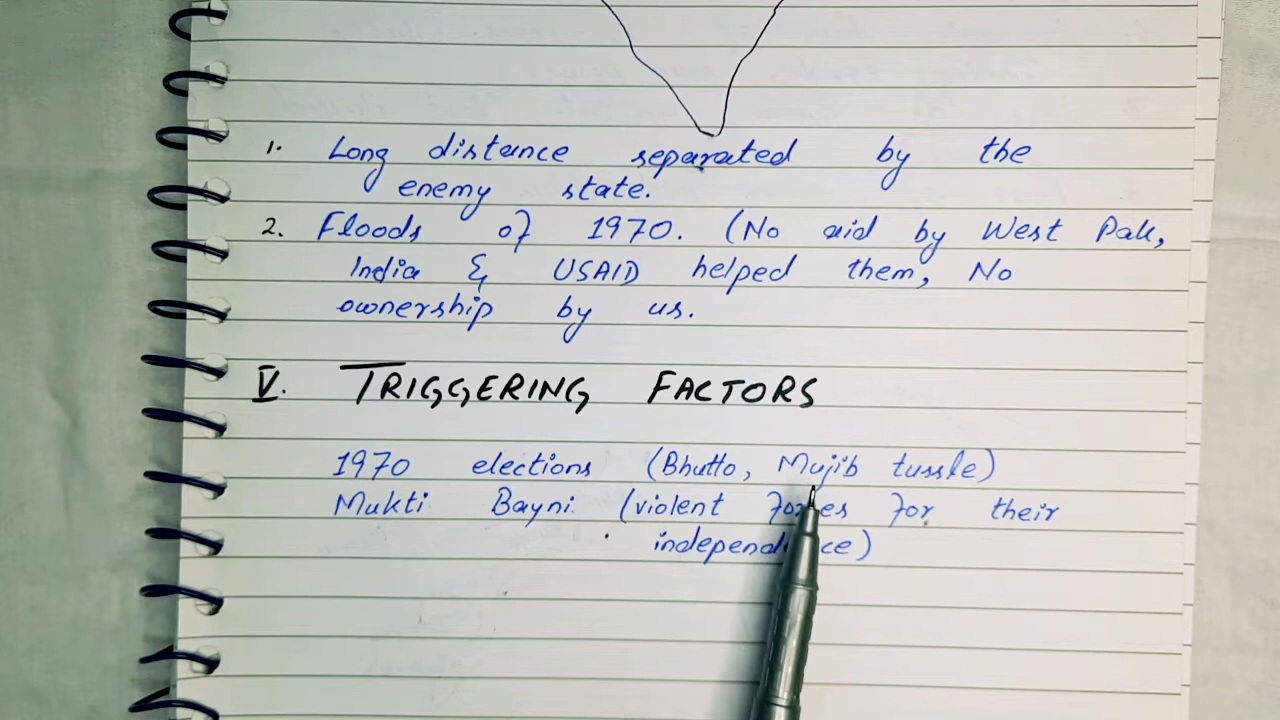 1. Long distance separated by the
enemy state.
2. Floods of 1970. (No aid by West Pak,
India & USAID helped them, No
ownership by us.
V. TRIGGERING FACTORS
1970 elections (Bhutto, Mujib tussle)
Mukti Bayni (violent forces for their
independence)